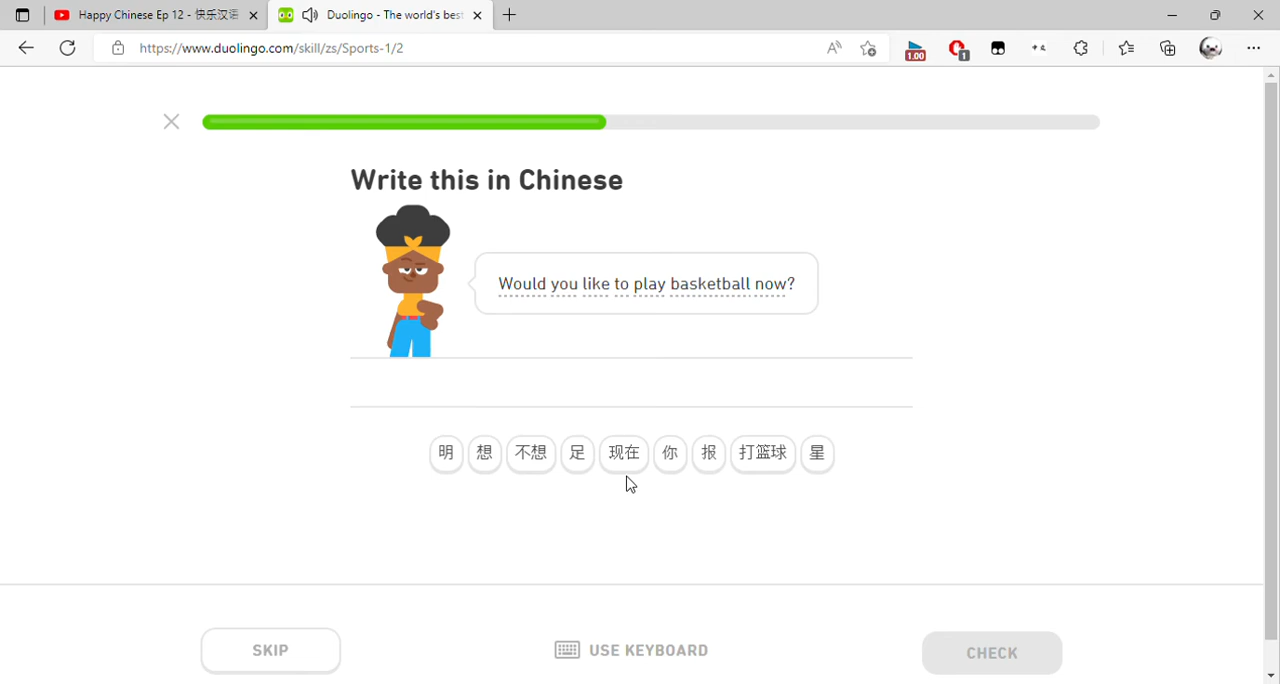 Happy Chinese Ep 12 - 快乐汉语
Duolingo - The world's best
https://www.duolingo.com/skill/zs/Sports-1/2
1.00
1
Write this in Chinese
Would you like to play basketball now?
明 想 不想 足 现在 你 报 打篮球 星
SKIP
USE KEYBOARD
CHECK